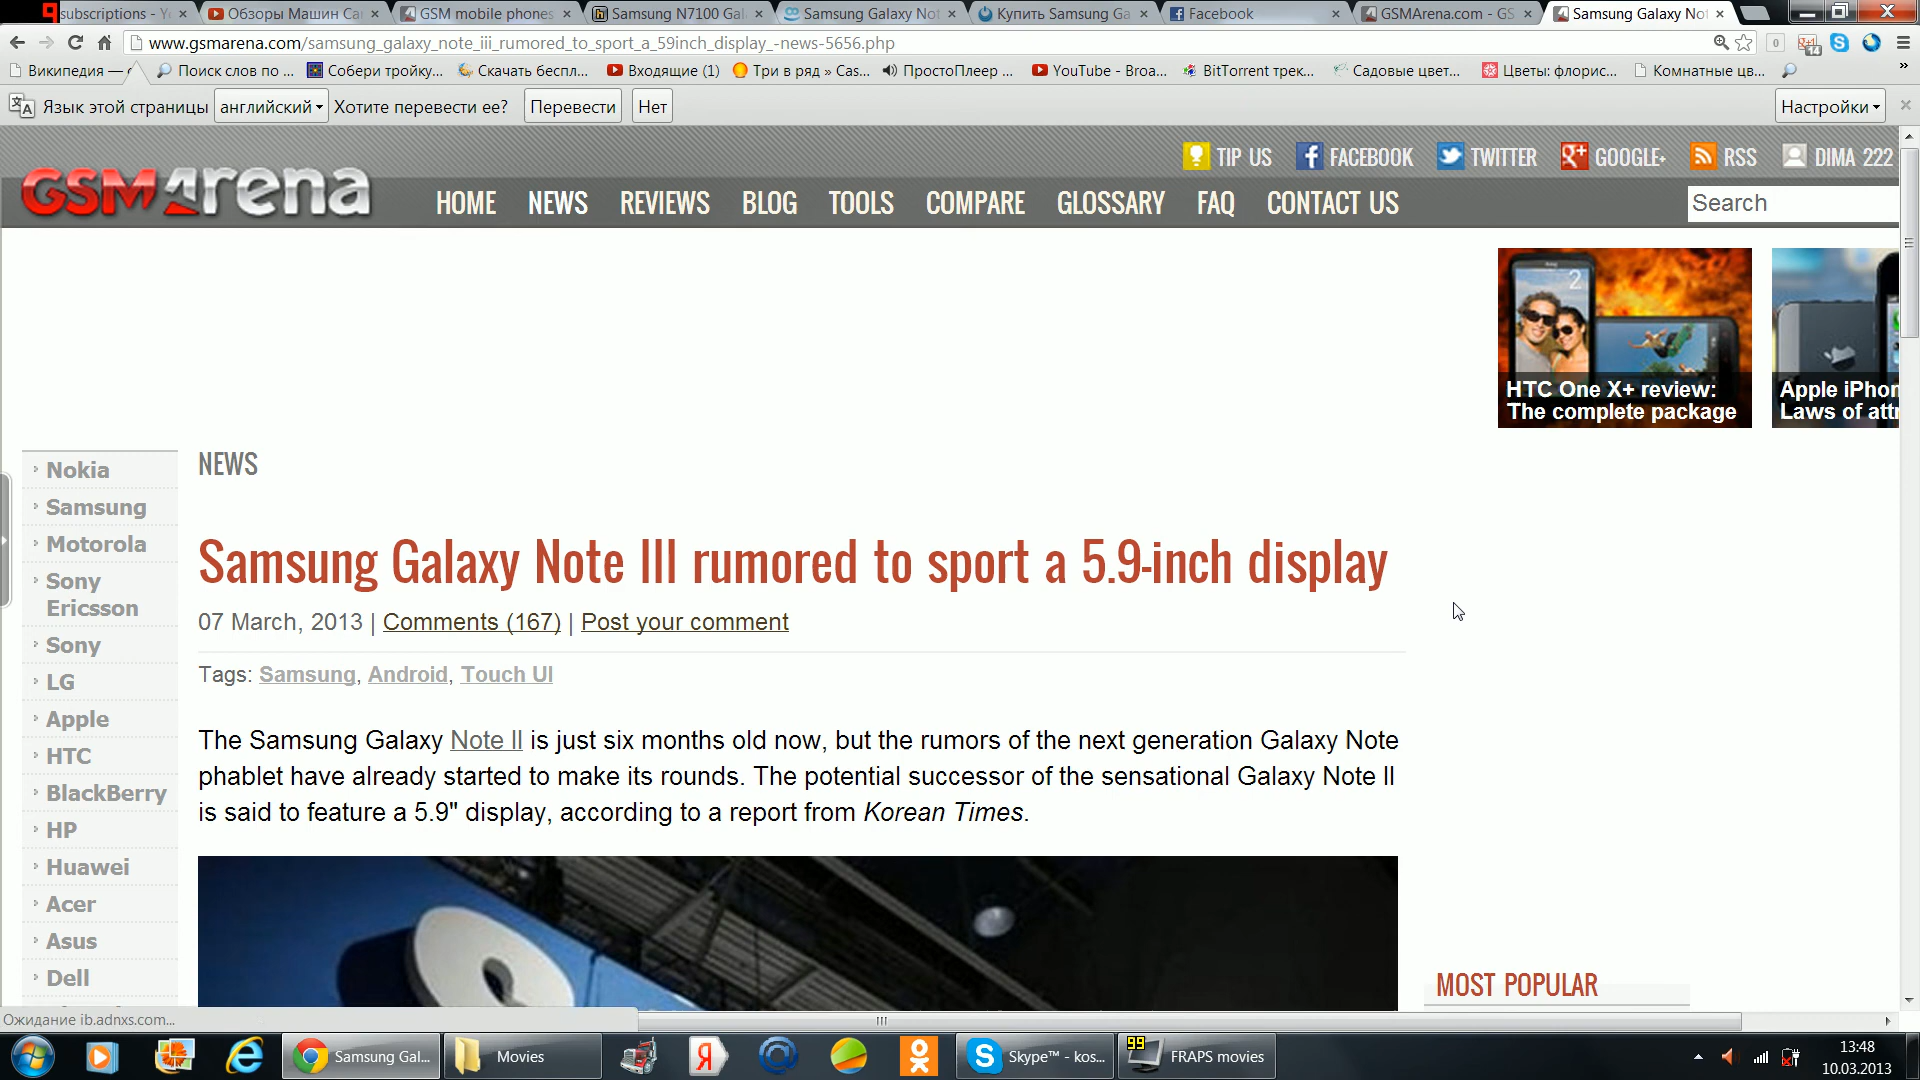 subscriptions - Y
Обзоры Машин Са
GSM mobile phones
Samsung N7100 Gal
Samsung Galaxy Not
Купить Samsung Ga
Facebook
GSMArena.com - GS
Samsung Galaxy Not
www.gsmarena.com/samsung_galaxy_note_iii_rumored_to_sport_a_59inch_display_-news-5656.php
0
14
Википедия —
Поиск слов по ...
Собери тройку...
Скачать беспл...
Входящие (1)
Три в ряд » Cas...
ПростоПлеер ...
YouTube - Broa...
BitTorrent трек...
Садовые цвет...
Цветы: флорис...
Комнатные цв...
»
Язык этой страницы
английский
Хотите перевести ее?
Перевести
Нет
Настройки
TIP US
FACEBOOK
TWITTER
GOOGLE+
RSS
DIMA 222
GSMArena
HOME
NEWS
REVIEWS
BLOG
TOOLS
COMPARE
GLOSSARY
FAQ
CONTACT US
Search
HTC One X+ review:
The complete package
Apple iPhon
Laws of attr
NEWS
Nokia
Samsung
Motorola
Sony
Ericsson
Sony
LG
Apple
HTC
BlackBerry
HP
Huawei
Acer
Asus
Dell
Samsung Galaxy Note III rumored to sport a 5.9-inch display
07 March, 2013 | Comments (167) | Post your comment
Tags: Samsung, Android, Touch UI
The Samsung Galaxy Note II is just six months old now, but the rumors of the next generation Galaxy Note
phablet have already started to make its rounds. The potential successor of the sensational Galaxy Note II
is said to feature a 5.9" display, according to a report from Korean Times.
MOST POPULAR
Ожидание ib.adnxs.com...
Samsung Gal...
Movies
Я
Skype™ - kos...
99
FRAPS movies
13:48
10.03.2013